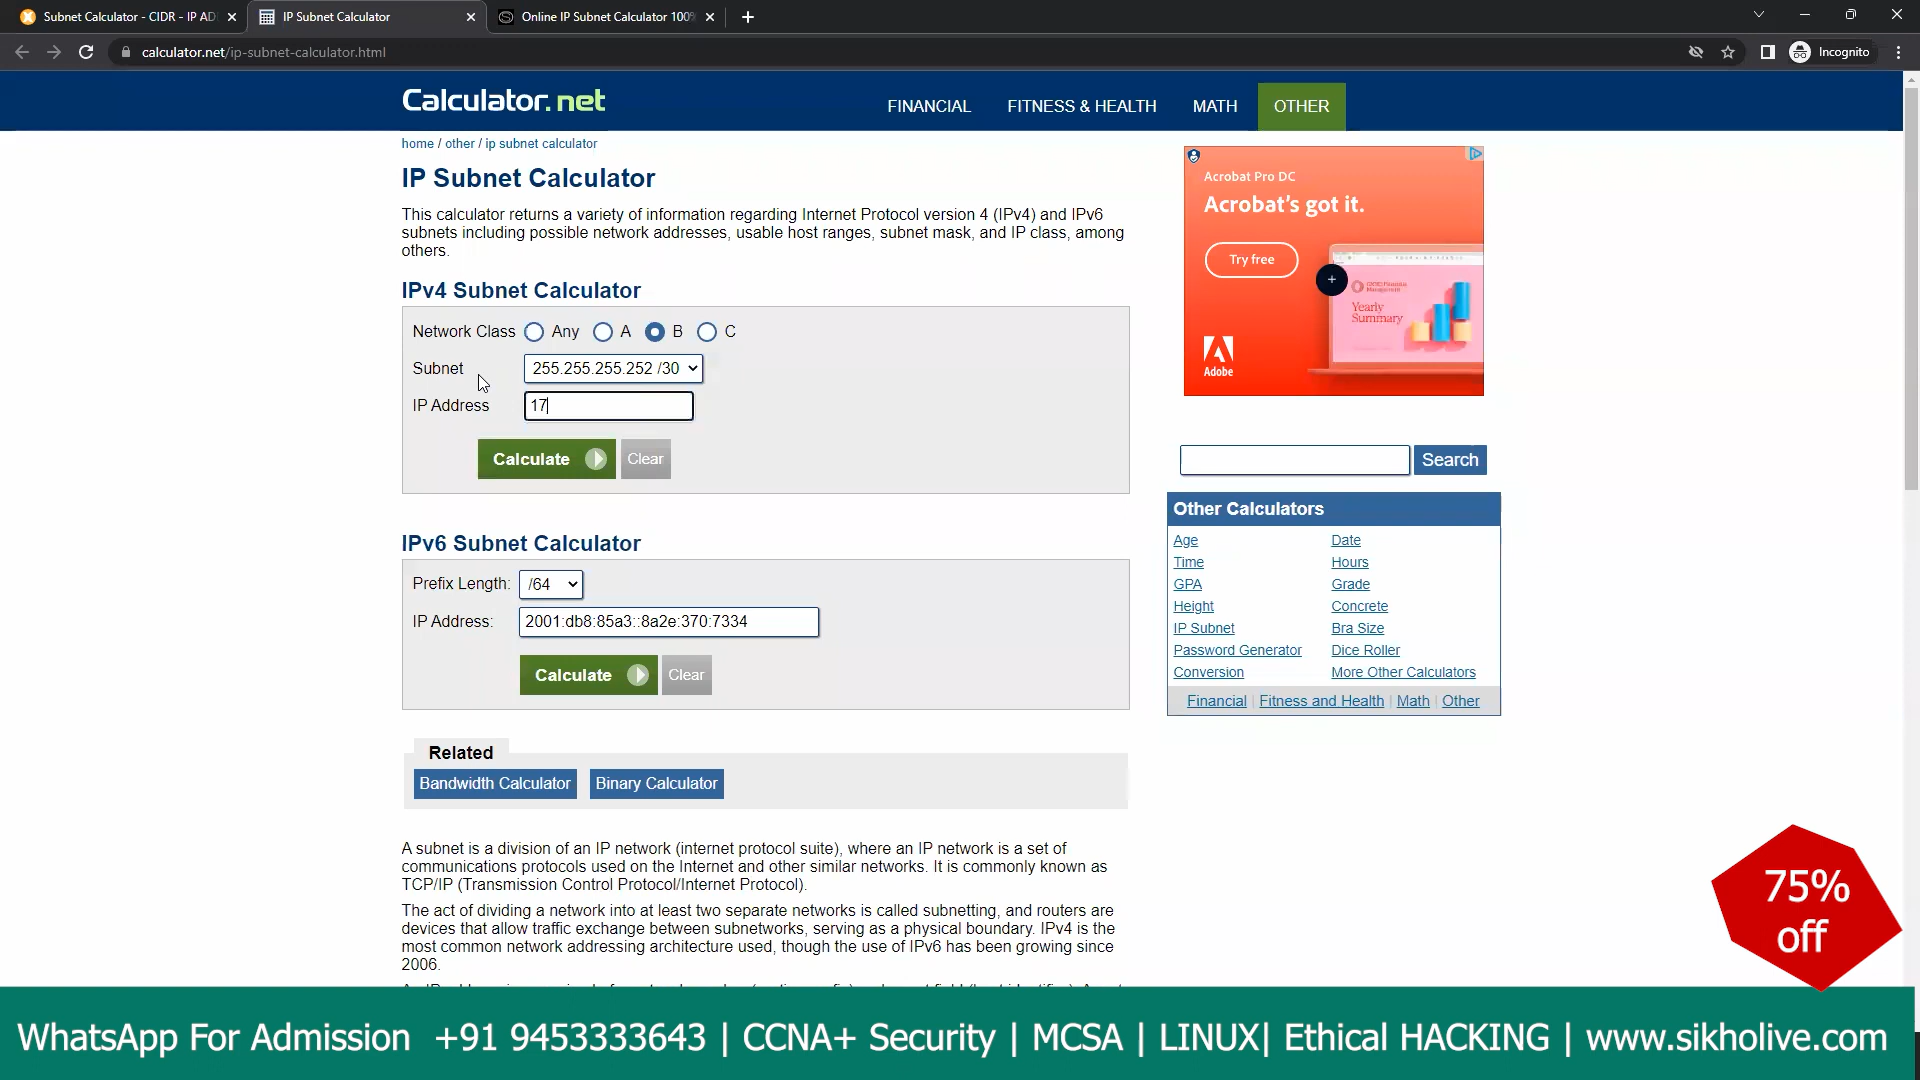 Subnet Calculator - CIDR - IP AD
IP Subnet Calculator
Online IP Subnet Calculator 100%
calculator.net/ip-subnet-calculator.html
Incognito
Calculator.net
FINANCIAL
FITNESS & HEALTH
MATH
OTHER
home / other / ip subnet calculator
IP Subnet Calculator
This calculator returns a variety of information regarding Internet Protocol version 4 (IPv4) and IPv6
subnets including possible network addresses, usable host ranges, subnet mask, and IP class, among
others.
Acrobat Pro DC
Acrobat's got it.
Try free
Yearly
Summary
Adobe
IPv4 Subnet Calculator
Network Class Any A B C
Subnet 255.255.255.252 /30
IP Address 17
Calculate
Clear
Search
IPv6 Subnet Calculator
Prefix Length: /64
IP Address: 2001:db8:85a3::8a2e:370:7334
Calculate
Clear
Other Calculators
Age
Date
Time
Hours
GPA
Grade
Height
Concrete
IP Subnet
Bra Size
Password Generator
Dice Roller
Conversion
More Other Calculators
Financial | Fitness and Health | Math | Other
Related
Bandwidth Calculator
Binary Calculator
A subnet is a division of an IP network (internet protocol suite), where an IP network is a set of
communications protocols used on the Internet and other similar networks. It is commonly known as
TCP/IP (Transmission Control Protocol/Internet Protocol).
The act of dividing a network into at least two separate networks is called subnetting, and routers are
devices that allow traffic exchange between subnetworks, serving as a physical boundary. IPv4 is the
most common network addressing architecture used, though the use of IPv6 has been growing since
2006.
75%
off
WhatsApp For Admission +91 9453333643 | CCNA+ Security | MCSA | LINUX| Ethical HACKING | www.sikholive.com